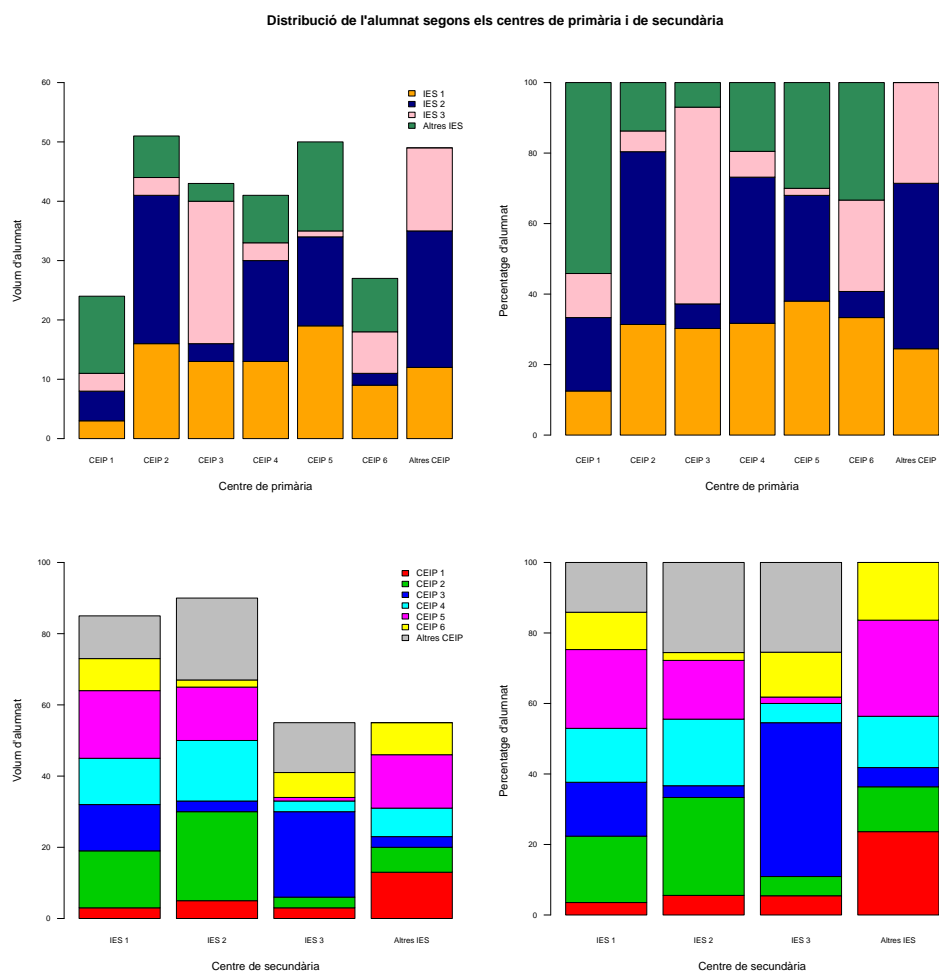 Distribució de l'alumnat segons els centres de primària i de secundària
Volum d'alumnat
60
50
40
30
20
10
0
IES 1
IES 2
IES 3
Altres IES
CEIP 1 CEIP 2 CEIP 3 CEIP 4 CEIP 5 CEIP 6 Altres CEIP
Centre de primària
Percentatge d'alumnat
100
80
60
40
20
0
CEIP 1 CEIP 2 CEIP 3 CEIP 4 CEIP 5 CEIP 6 Altres CEIP
Centre de primària
Volum d'alumnat
100
80
60
40
20
0
CEIP 1
CEIP 2
CEIP 3
CEIP 4
CEIP 5
CEIP 6
Altres CEIP
IES 1 IES 2 IES 3 Altres IES
Centre de secundària
Percentatge d'alumnat
100
80
60
40
20
0
IES 1 IES 2 IES 3 Altres IES
Centre de secundària